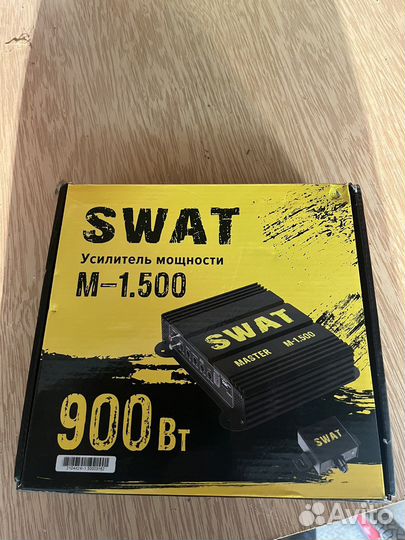 SWAT
Усилитель мощности
M-1.500
SWAT
MASTER M-1.500
SWAT
900 Вт
Avito